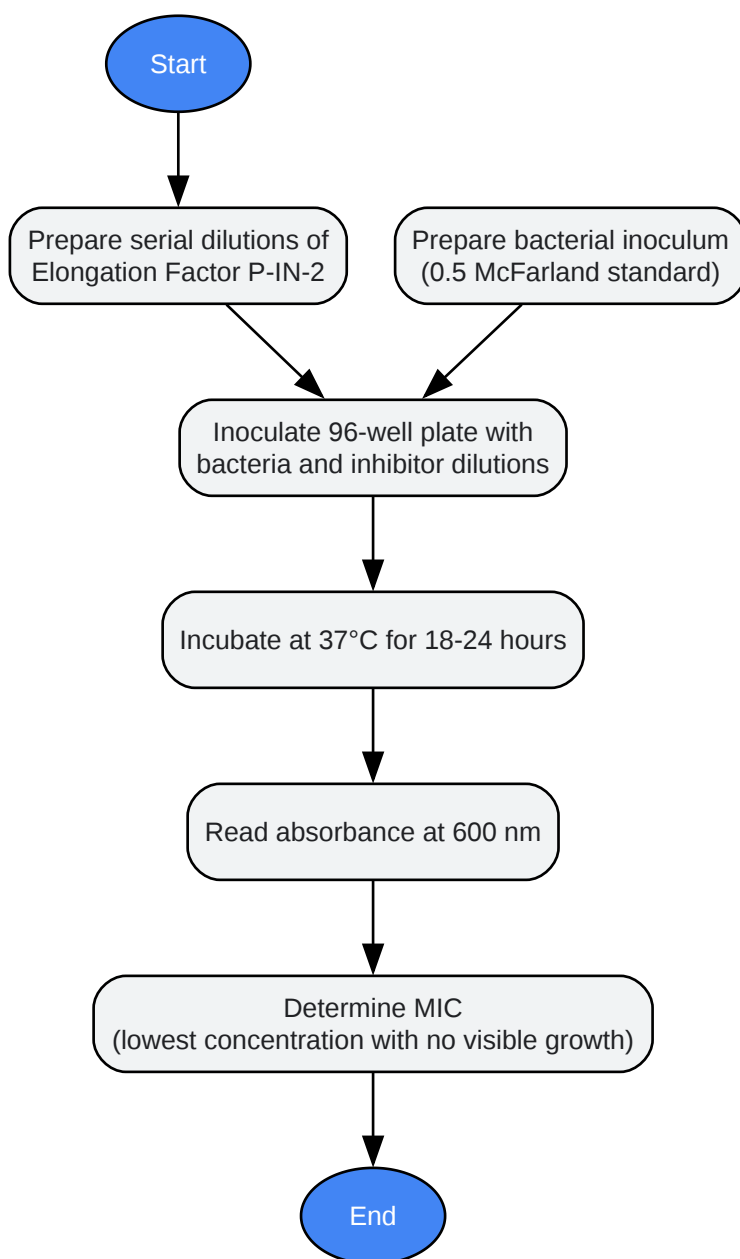 Start
Prepare serial dilutions of
Elongation Factor P-IN-2
Prepare bacterial inoculum
(0.5 McFarland standard)
Inoculate 96-well plate with
bacteria and inhibitor dilutions
Incubate at 37°C for 18-24 hours
Read absorbance at 600 nm
Determine MIC
(lowest concentration with no visible growth)
End